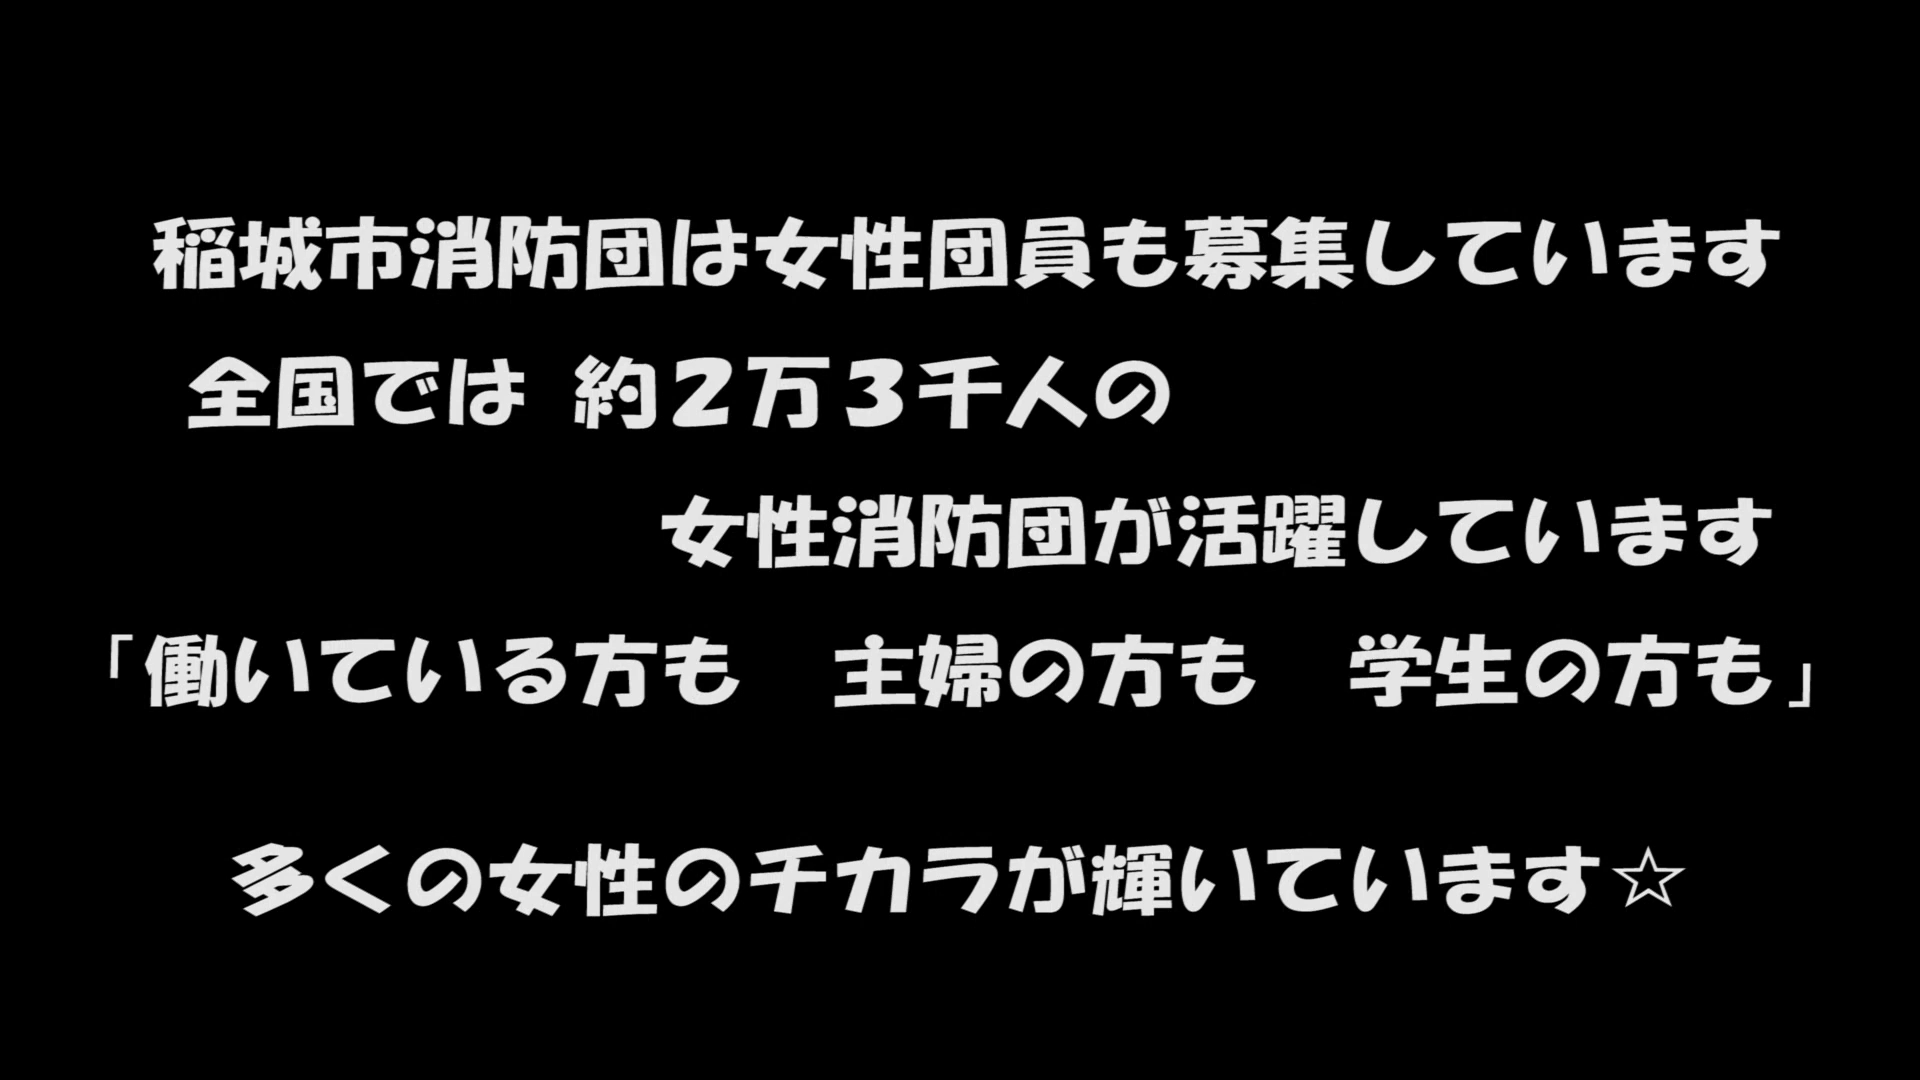 稲城市消防団は女性団員も募集しています
全国では 約２万３千人の
女性消防団が活躍しています
「働いている方も　主婦の方も　学生の方も」
多くの女性のチカラが輝いています☆